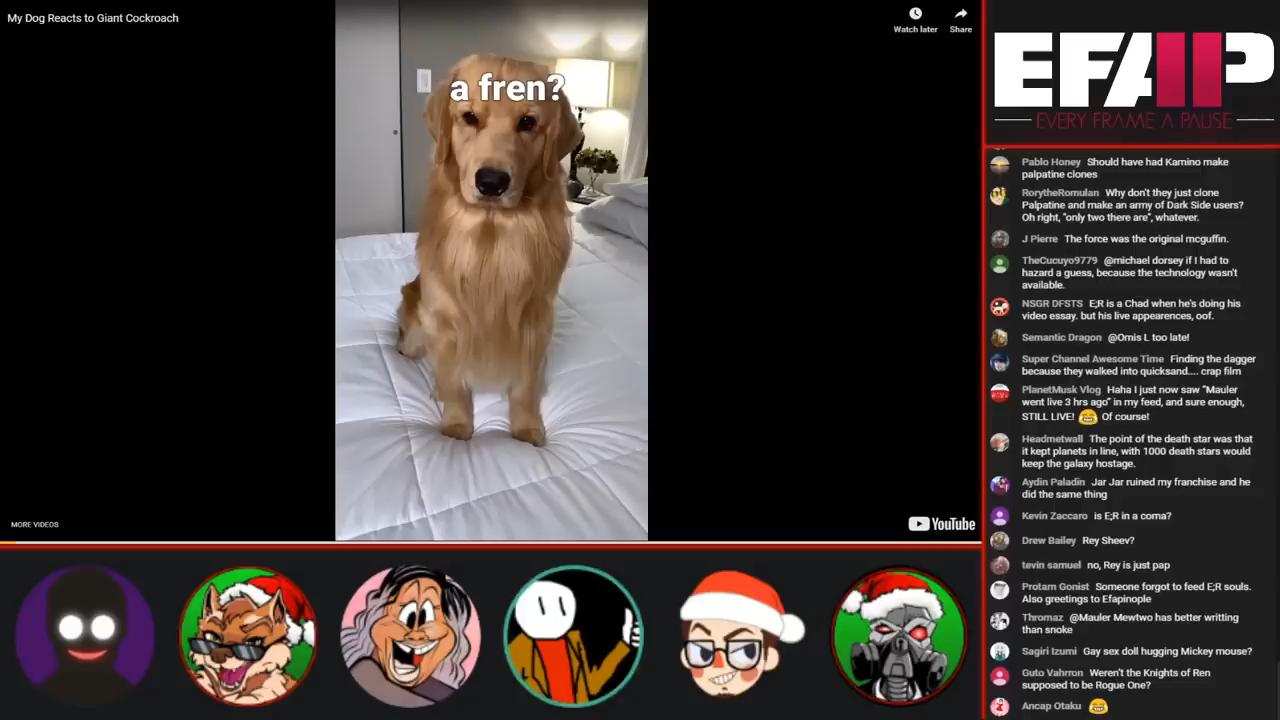 My Dog Reacts to Giant Cockroach
Watch later
Share
a fren?
MORE VIDEOS
YouTube
EFAP
EVERY FRAME A PAUSE
Pablo Honey Should have had Kamino make
palpatine clones
RorytheRomulan Why don't they just clone
Palpatine and make an army of Dark Side users?
Oh right, "only two there are", whatever.
J Pierre The force was the original mcguffin.
TheCucuyo9779 @michael dorsey if I had to
hazard a guess, because the technology wasn't
available.
NSGR DFSTS E;R is a Chad when he's doing his
video essay. but his live appearences, oof.
Semantic Dragon @Omis L too late!
Super Channel Awesome Time Finding the dagger
because they walked into quicksand.... crap film
PlanetMusk Vlog Haha I just now saw "Mauler
went live 3 hrs ago" in my feed, and sure enough,
STILL LIVE! 😂 Of course!
Headmetwall The point of the death star was that
it kept planets in line, with 1000 death stars would
keep the galaxy hostage.
Aydin Paladin Jar Jar ruined my franchise and he
did the same thing
Kevin Zaccaro is E;R in a coma?
Drew Bailey Rey Sheev?
tevin samuel no, Rey is just pap
Protam Gonist Someone forgot to feed E;R souls.
Also greetings to Efapinople
Thromaz @Mauler Mewtwo has better writting
than snoke
Sagiri Izumi Gay sex doll hugging Mickey mouse?
Guto Vahrron Weren't the Knights of Ren
supposed to be Rogue One?
Ancap Otaku 😂